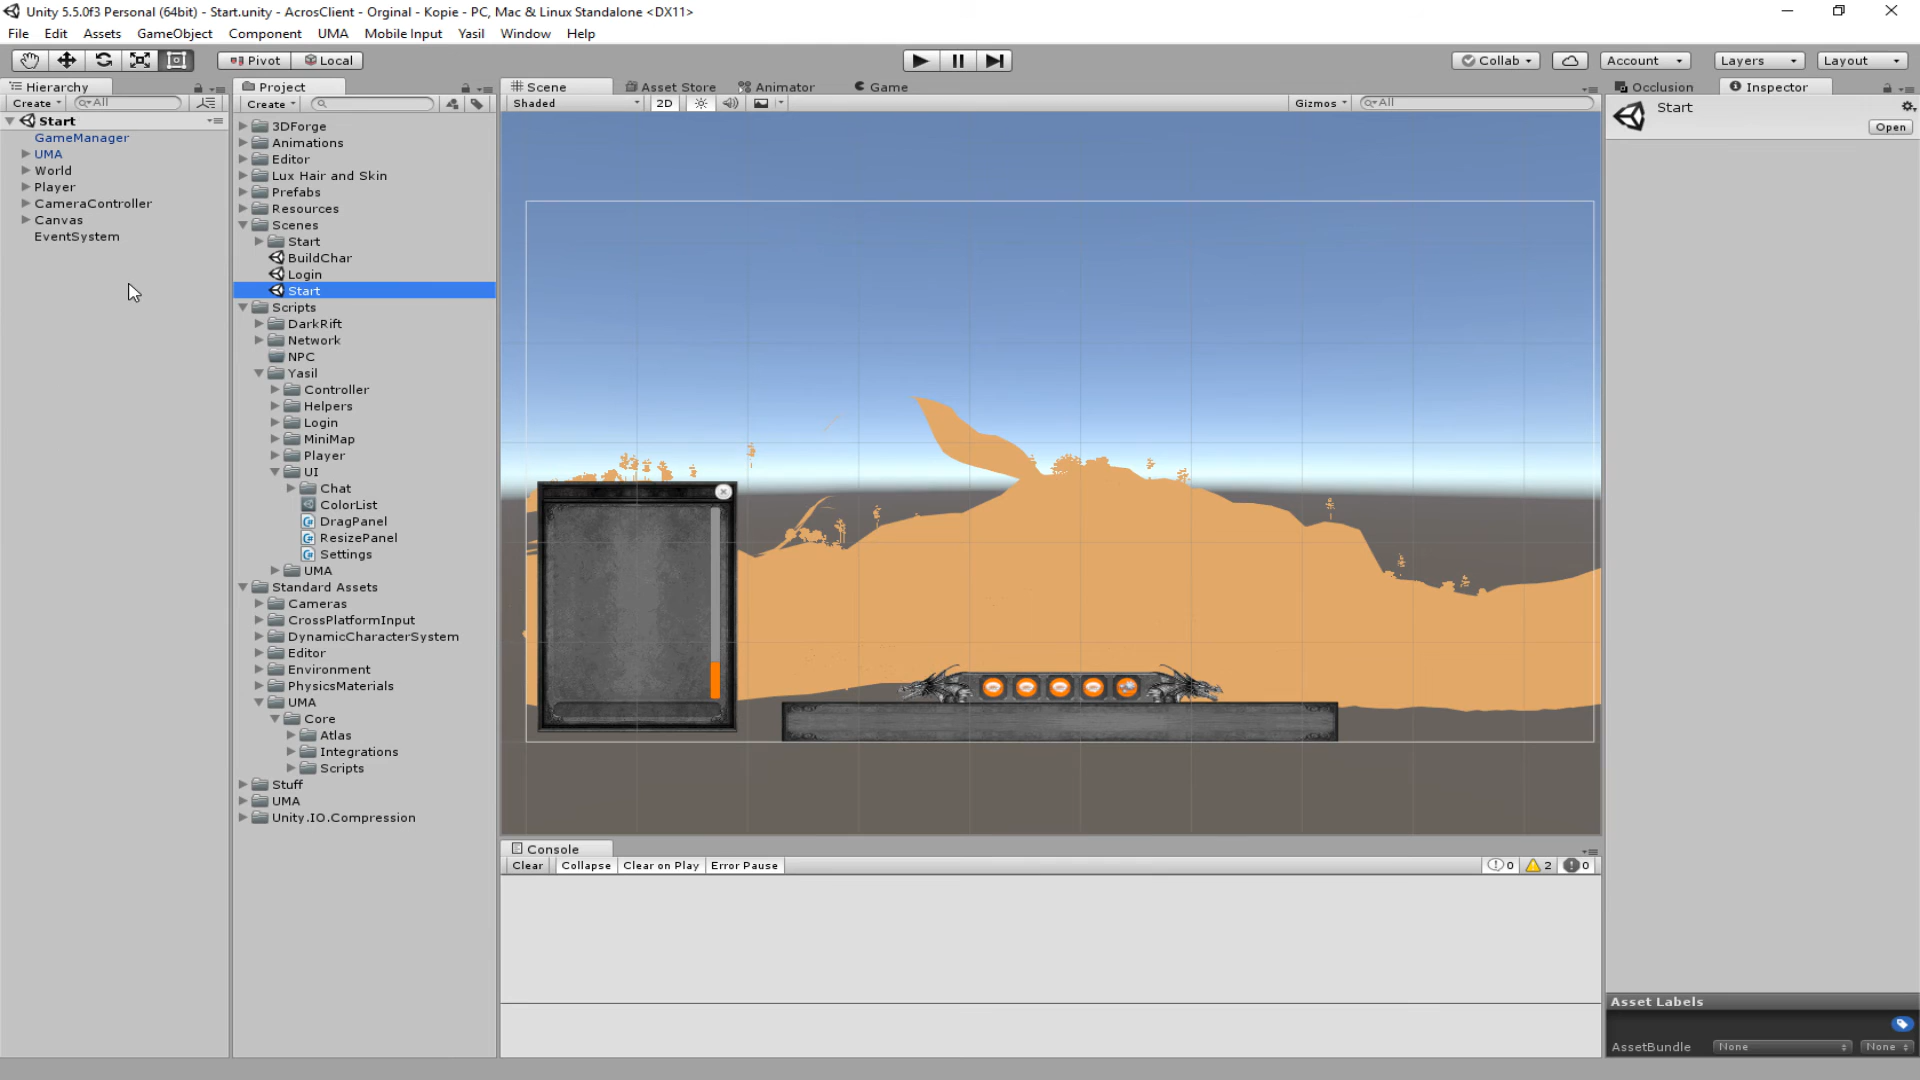 Unity 5.5.0f3 Personal (64bit) - Start.unity - AcrosClient - Orginal - Kopie - PC, Mac & Linux Standalone <DX11>
File Edit Assets GameObject Component UMA Mobile Input Yasil Window Help
Pivot Local Collab Account Layers Layout
Hierarchy Project Scene Asset Store Animator Game Occlusion Inspector
Create All Create Shaded 2D Gizmos All
Start
Open
Start
GameManager
UMA
World
Player
CameraController
Canvas
EventSystem
3DForge
Animations
Editor
Lux Hair and Skin
Prefabs
Resources
Scenes
Start
BuildChar
Login
Start
Scripts
DarkRift
Network
NPC
Yasil
Controller
Helpers
Login
MiniMap
Player
UI
Chat
ColorList
DragPanel
ResizePanel
Settings
UMA
Standard Assets
Cameras
CrossPlatformInput
DynamicCharacterSystem
Editor
Environment
PhysicsMaterials
UMA
Core
Atlas
Integrations
Scripts
Stuff
UMA
Unity.IO.Compression
Console
Clear Collapse Clear on Play Error Pause 0 2 0
Asset Labels
AssetBundle None None